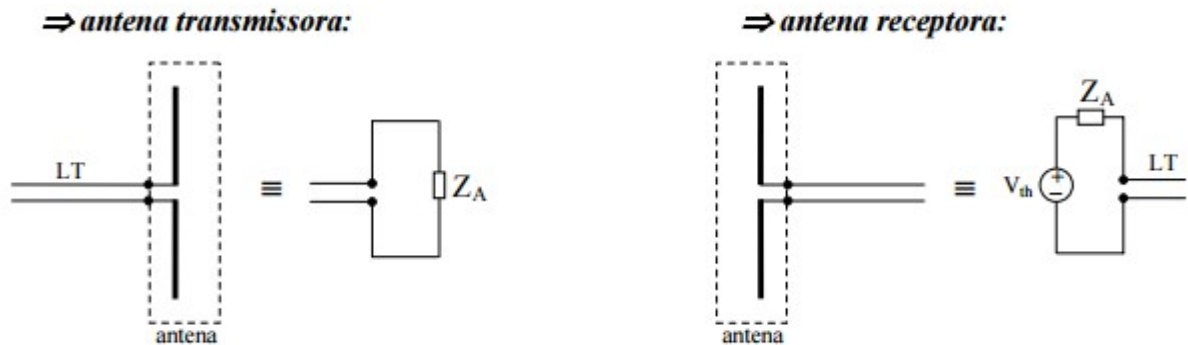 ⇒ antena transmissora:
LT
≡
Z_A
antena
⇒ antena receptora:
≡
V_th
+
−
Z_A
LT
antena